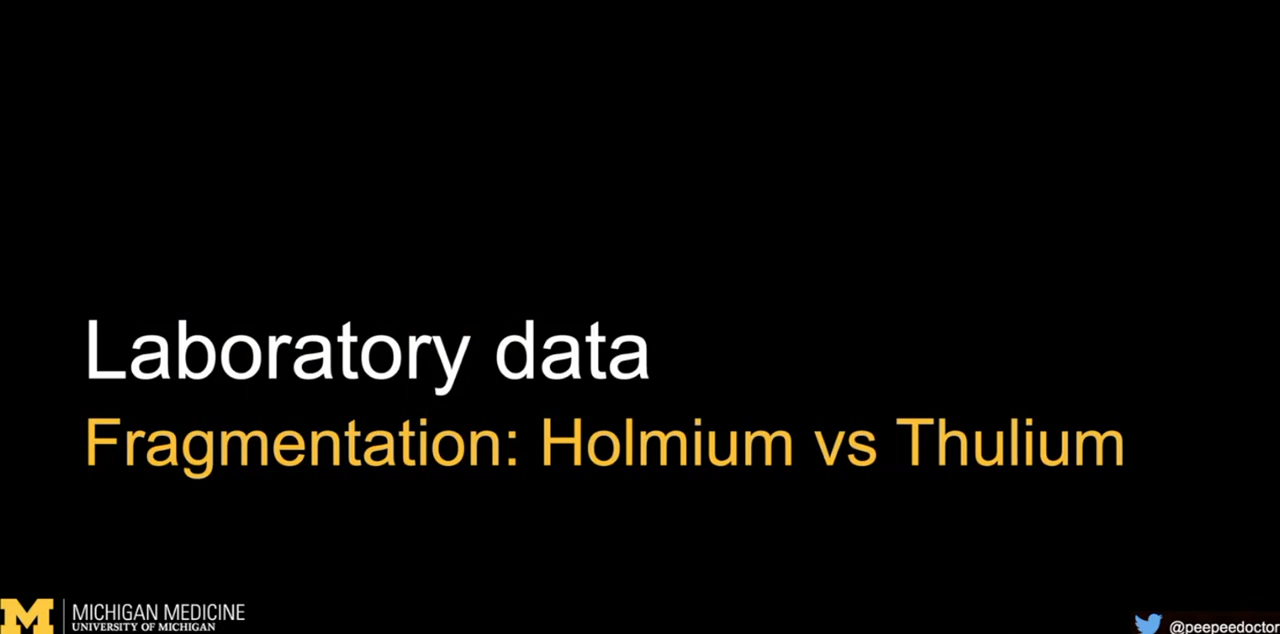 Laboratory data
Fragmentation: Holmium vs Thulium
M MICHIGAN MEDICINE
UNIVERSITY OF MICHIGAN
@peepeedoctor